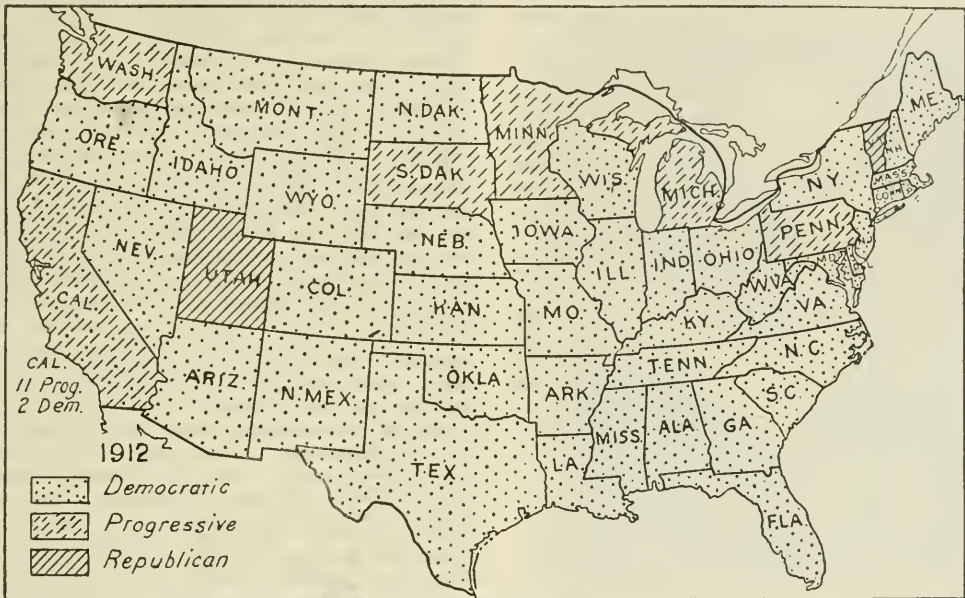 WASH.
MONT.
N.DAK.
MINN.
ME.
ORE.
IDAHO
S.DAK.
WIS.
MICH.
N.H.
MASS.
CONN.
N.Y.
WYO.
NEB.
IOWA
PENN.
NEV.
UTAH
COL.
ILL.
IND.
OHIO
MD.
W.VA.
VA.
CAL.
KAN.
MO.
KY.
CAL.
11 Prog.
2 Dem.
ARIZ.
N.MEX.
OKLA.
ARK.
TENN.
N.C.
S.C.
MISS.
ALA.
GA.
LA.
TEX.
FLA.
1912
Democratic
Progressive
Republican